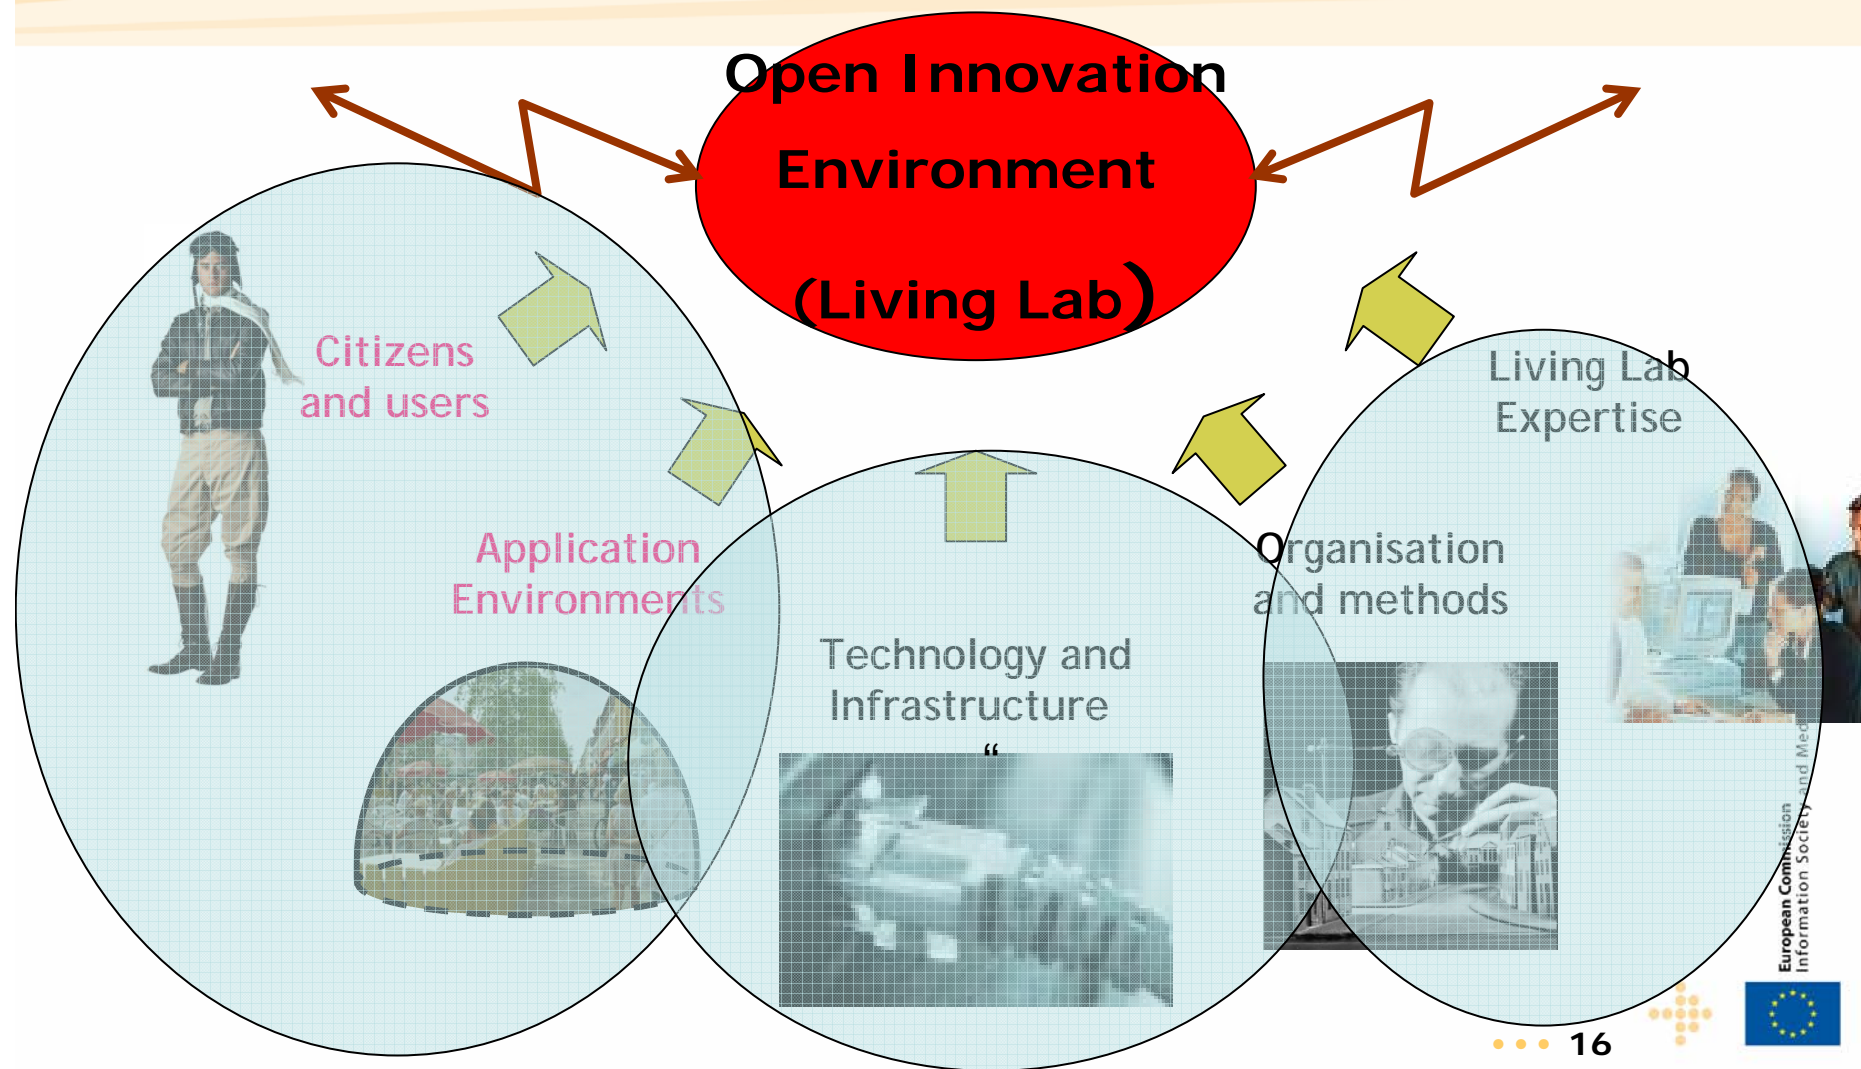 Open Innovation
Environment
(Living Lab)
Citizens
and users
Living Lab
Expertise
Application
Environments
Organisation
and methods
Technology and
Infrastructure
“
European Commission
Information Society and Med
16